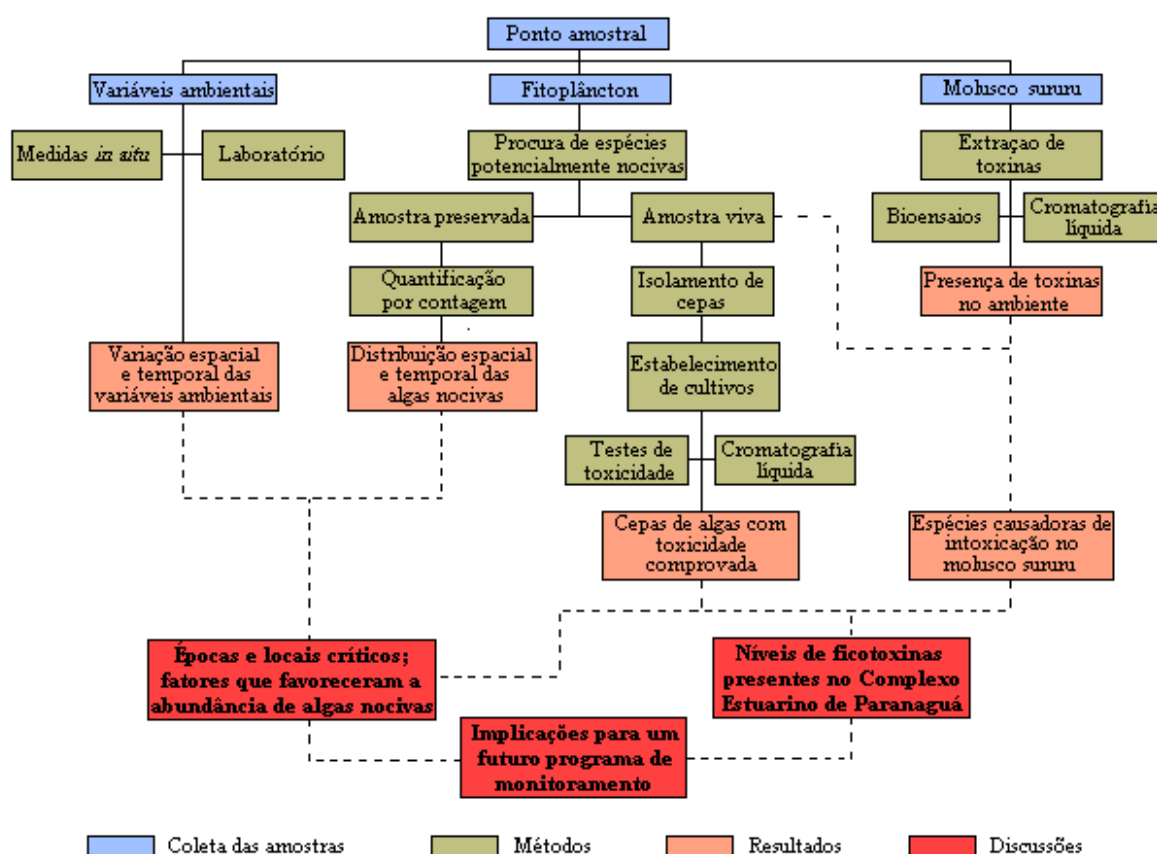 Ponto amostral
Variáveis ambientais
Fitoplâncton
Molusco sururu
Medidas in situ
Laboratório
Procura de espécies
potencialmente nocivas
Extraçao de
toxinas
Amostra preservada
Amostra viva
Bioensaios
Cromatografia
líquida
Quantificação
por contagem
Isolamento de
cepas
Presença de toxinas
no ambiente
Variação espacial
e temporal das
variáveis ambientais
Distribuição espacial
e temporal das
algas nocivas
Estabelecimento
de cultivos
Testes de
toxicidade
Cromatografia
líquida
Cepas de algas com
toxicidade
comprovada
Espécies causadoras de
intoxicação no
molusco sururu
Épocas e locais críticos;
fatores que favoreceram a
abundância de algas nocivas
Níveis de ficotoxinas
presentes no Complexo
Estuarino de Paranaguá
Implicações para um
futuro programa de
monitoramento
Coleta das amostras
Métodos
Resultados
Discussões